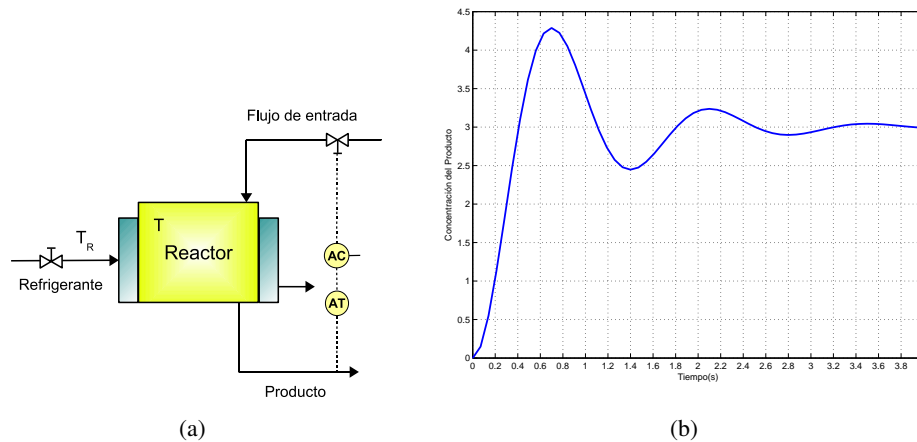 Flujo de entrada
T
T_R
Reactor
AC
Refrigerante
AT
Producto
(a)
4.5
4
3.5
3
2.5
2
1.5
1
0.5
0
Concentración del Producto
0 0.2 0.4 0.6 0.8 1 1.2 1.4 1.6 1.8 2 2.2 2.4 2.6 2.8 3 3.2 3.4 3.6 3.8
Tiempo(s)
(b)